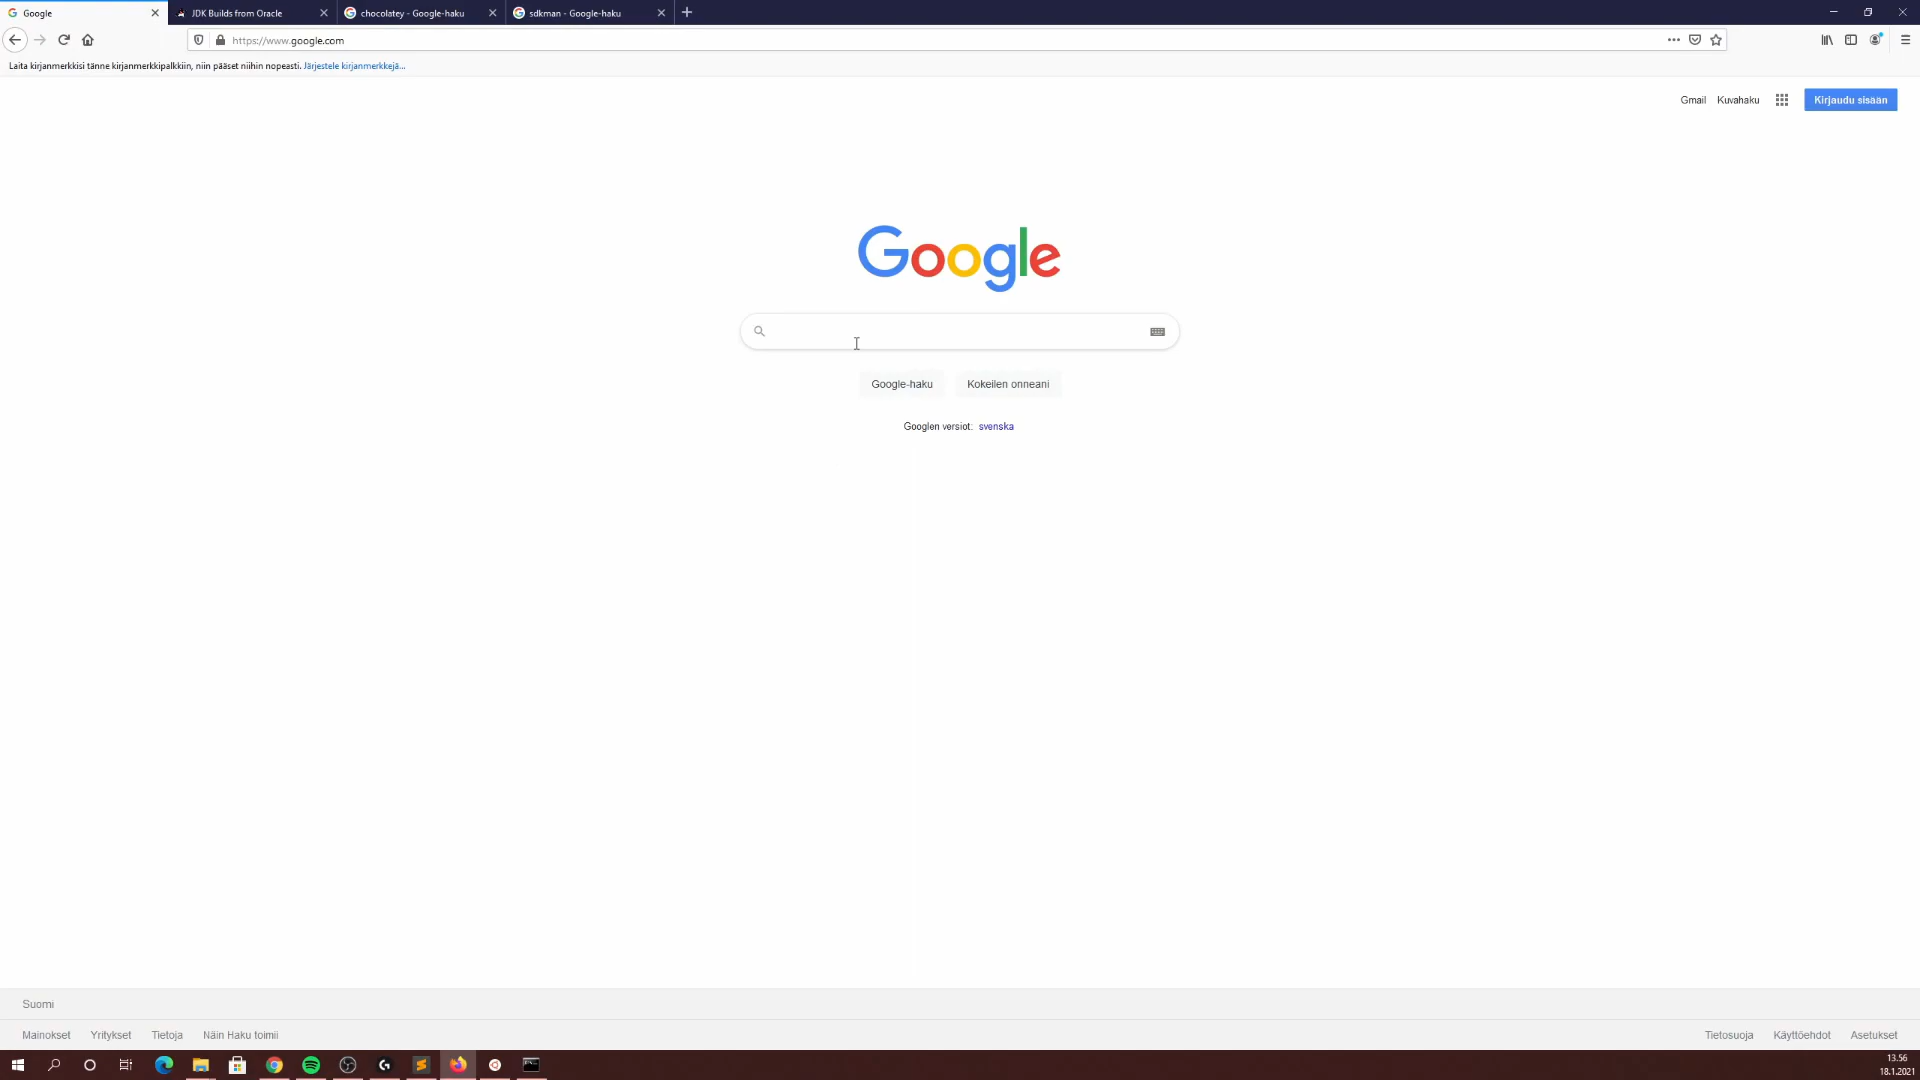 Google
JDK Builds from Oracle
chocolatey - Google-haku
sdkman - Google-haku
https://www.google.com
Laita kirjanmerkkisi tänne kirjanmerkkipalkkiin, niin pääset niihin nopeasti. Järjestele kirjanmerkkejä...
Gmail Kuvahaku Kirjaudu sisään
Google
Google-haku Kokeilen onneani
Googlen versiot: svenska
Suomi
Mainokset Yritykset Tietoja Näin Haku toimii Tietosuoja Käyttöehdot Asetukset
13.56
18.1.2021